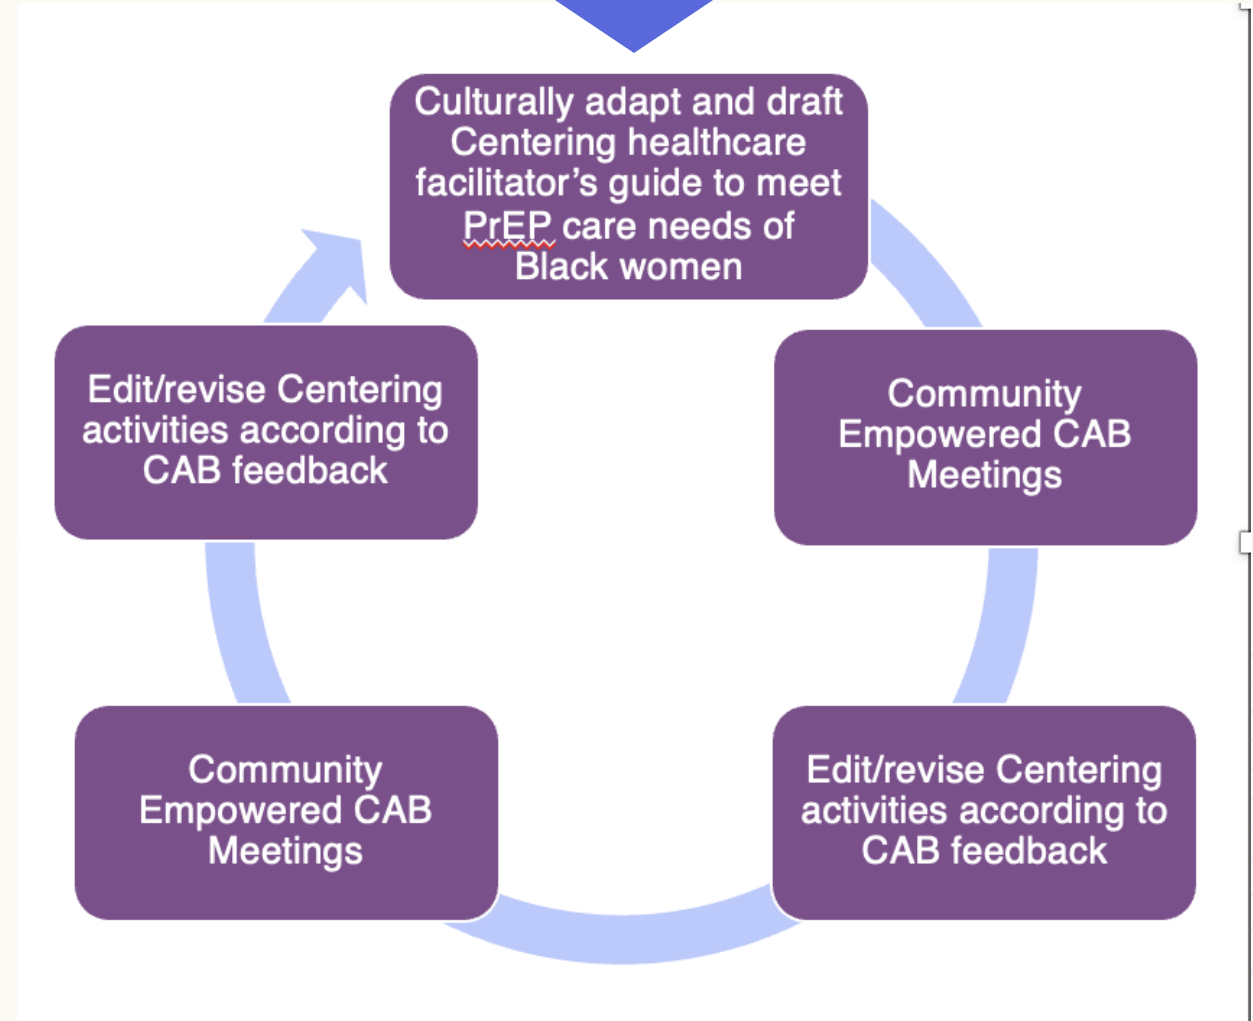 Culturally adapt and draft
Centering healthcare
facilitator’s guide to meet
PrEP care needs of
Black women
Community
Empowered CAB
Meetings
Edit/revise Centering
activities according to
CAB feedback
Community
Empowered CAB
Meetings
Edit/revise Centering
activities according to
CAB feedback